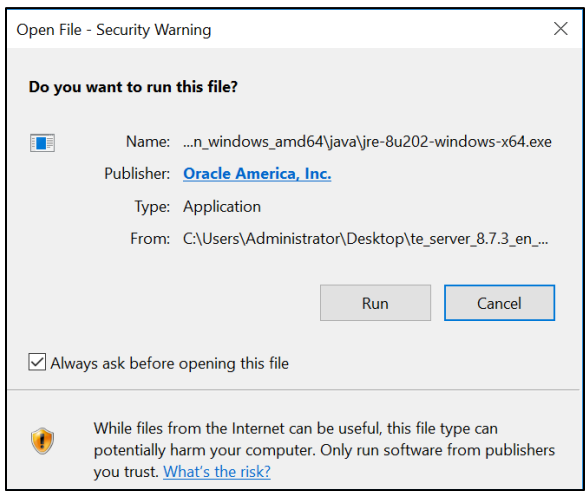 Open File - Security Warning
Do you want to run this file?
Name: ...n_windows_amd64\java\jre-8u202-windows-x64.exe
Publisher: Oracle America, Inc.
Type: Application
From: C:\Users\Administrator\Desktop\te_server_8.7.3_en_...
Run Cancel
Always ask before opening this file
While files from the Internet can be useful, this file type can
potentially harm your computer. Only run software from publishers
you trust. What's the risk?